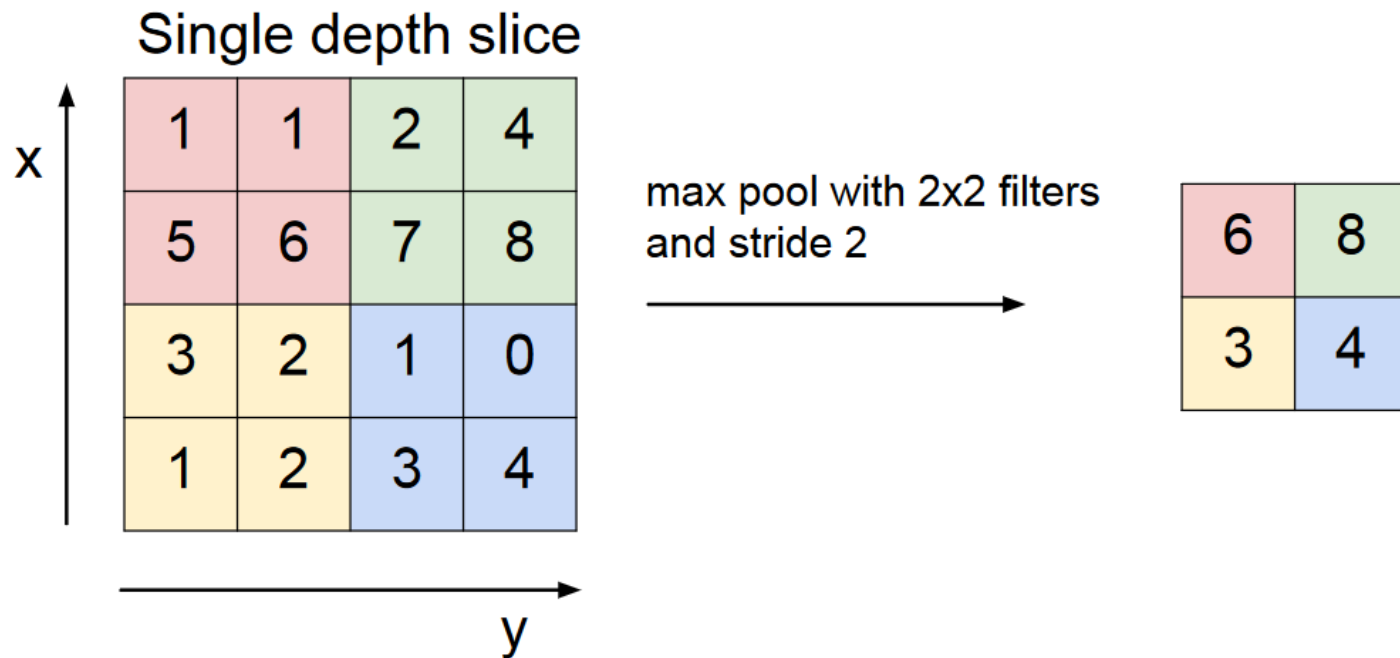 Single depth slice
x
1 1 2 4
5 6 7 8
3 2 1 0
1 2 3 4
y
max pool with 2x2 filters
and stride 2
6 8
3 4